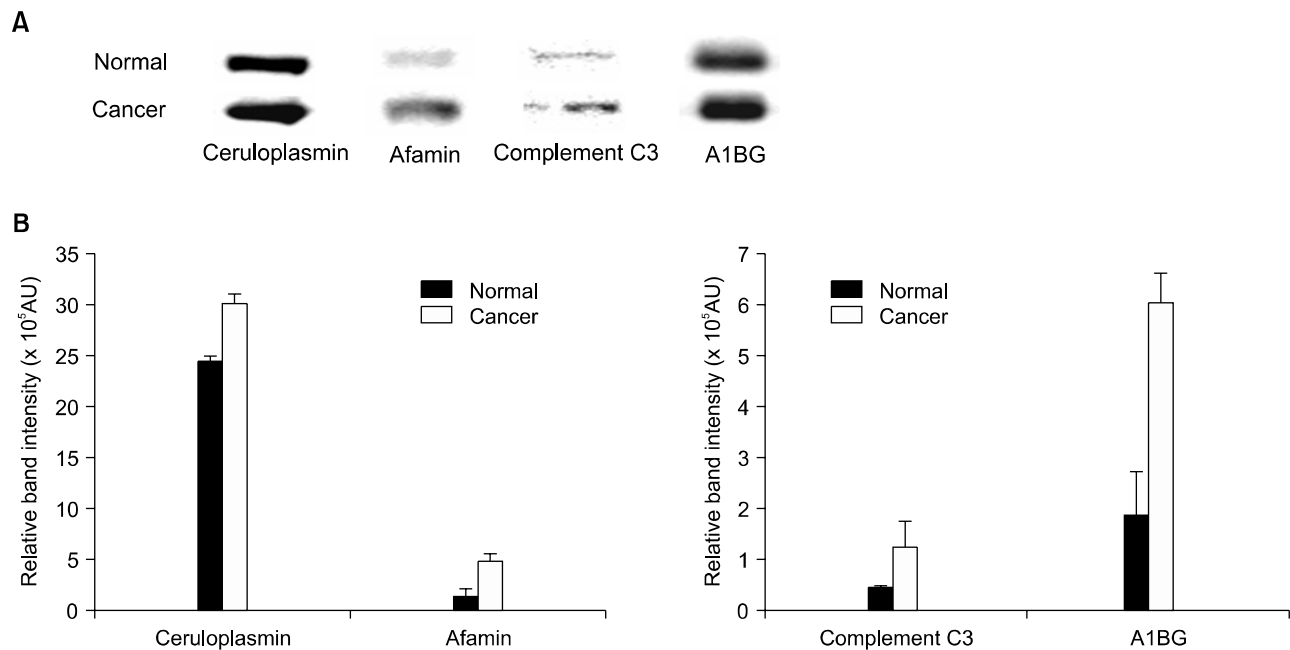 A
Normal
Cancer
Ceruloplasmin Afamin Complement C3 A1BG
B
Relative band intensity (x 10⁵AU)
35
30
25
20
15
10
5
0
Normal
Cancer
Ceruloplasmin Afamin
Relative band intensity (x 10⁵AU)
7
6
5
4
3
2
1
0
Normal
Cancer
Complement C3 A1BG